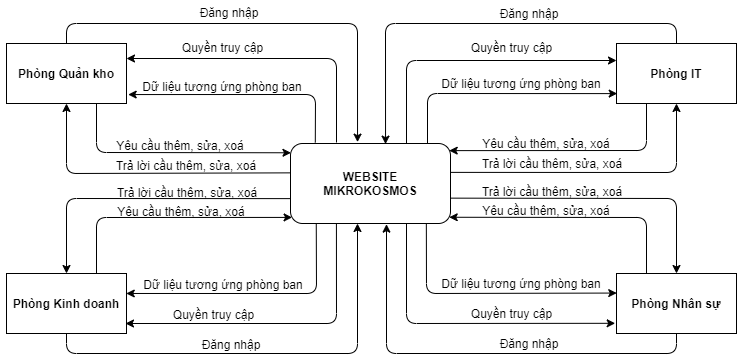 Đăng nhập
Đăng nhập
Quyền truy cập
Quyền truy cập
Phòng Quản kho
Phòng IT
Dữ liệu tương ứng phòng ban
Dữ liệu tương ứng phòng ban
Yêu cầu thêm, sửa, xoá
Yêu cầu thêm, sửa, xoá
Trả lời cầu thêm, sửa, xoá
Trả lời cầu thêm, sửa, xoá
WEBSITE
MIKROKOSMOS
Trả lời cầu thêm, sửa, xoá
Trả lời cầu thêm, sửa, xoá
Yêu cầu thêm, sửa, xoá
Yêu cầu thêm, sửa, xoá
Dữ liệu tương ứng phòng ban
Dữ liệu tương ứng phòng ban
Phòng Kinh doanh
Phòng Nhân sự
Quyền truy cập
Quyền truy cập
Đăng nhập
Đăng nhập